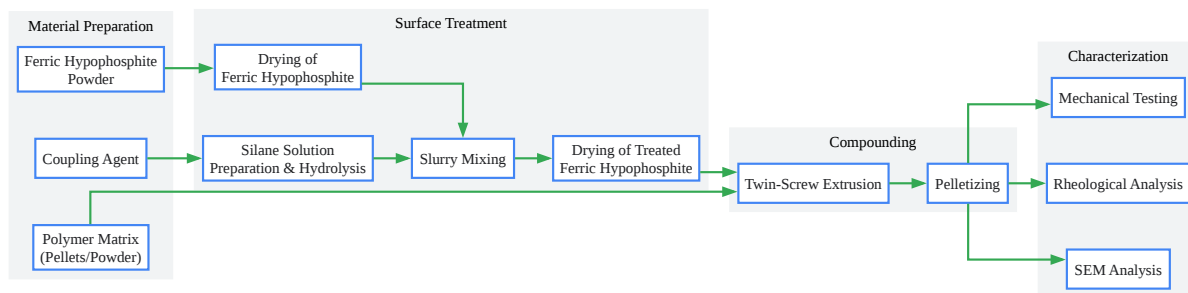 Material Preparation
Ferric Hypophosphite
Powder
Coupling Agent
Polymer Matrix
(Pellets/Powder)
Surface Treatment
Drying of
Ferric Hypophosphite
Silane Solution
Preparation & Hydrolysis
Slurry Mixing
Drying of Treated
Ferric Hypophosphite
Compounding
Twin-Screw Extrusion
Pelletizing
Characterization
Mechanical Testing
Rheological Analysis
SEM Analysis